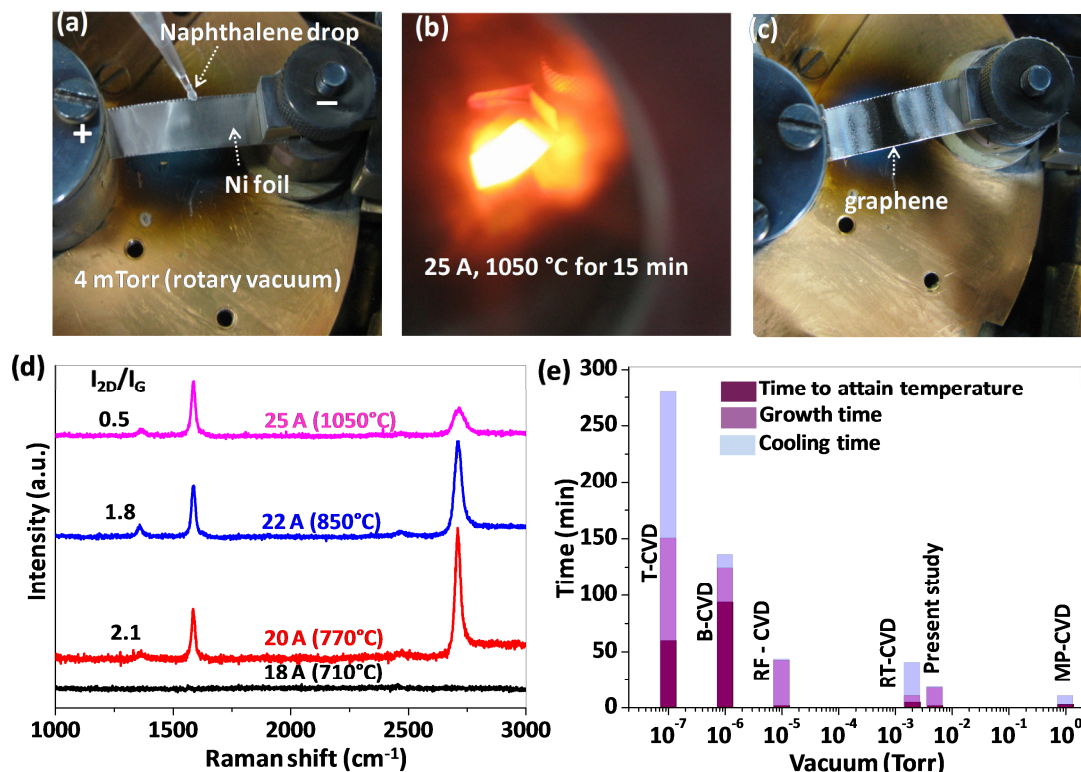 (a)
Naphthalene drop
+
−
Ni foil
4 mTorr (rotary vacuum)
(b)
25 A, 1050 °C for 15 min
(c)
graphene
(d)
I2D/IG
0.5
25 A (1050°C)
1.8
22 A (850°C)
2.1
20 A (770°C)
18 A (710°C)
Intensity (a.u.)
1000 1500 2000 2500 3000
Raman shift (cm-1)
(e)
300
250
200
150
100
50
0
Time (min)
Time to attain temperature
Growth time
Cooling time
T-CVD
B-CVD
RF - CVD
RT-CVD
Present study
MP-CVD
10-7 10-6 10-5 10-4 10-3 10-2 10-1 100
Vacuum (Torr)